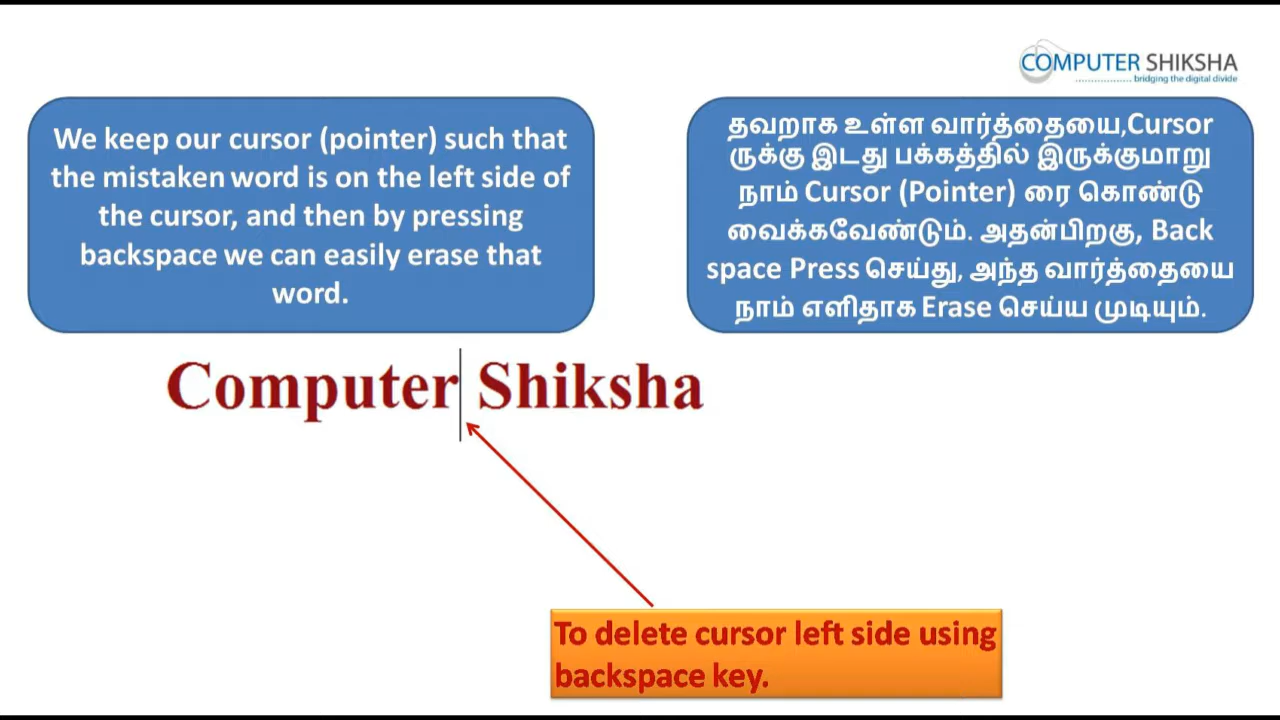 COMPUTER SHIKSHA
bridging the digital divide
We keep our cursor (pointer) such that
the mistaken word is on the left side of
the cursor, and then by pressing
backspace we can easily erase that
word.
தவறாக உள்ள வார்த்தையை,Cursor
ருக்கு இடது பக்கத்தில் இருக்குமாறு
நாம் Cursor (Pointer) ரை கொண்டு
வைக்கவேண்டும். அதன்பிறகு, Back
space Press செய்து, அந்த வார்த்தையை
நாம் எளிதாக Erase செய்ய முடியும்.
Computer Shiksha
To delete cursor left side using
backspace key.